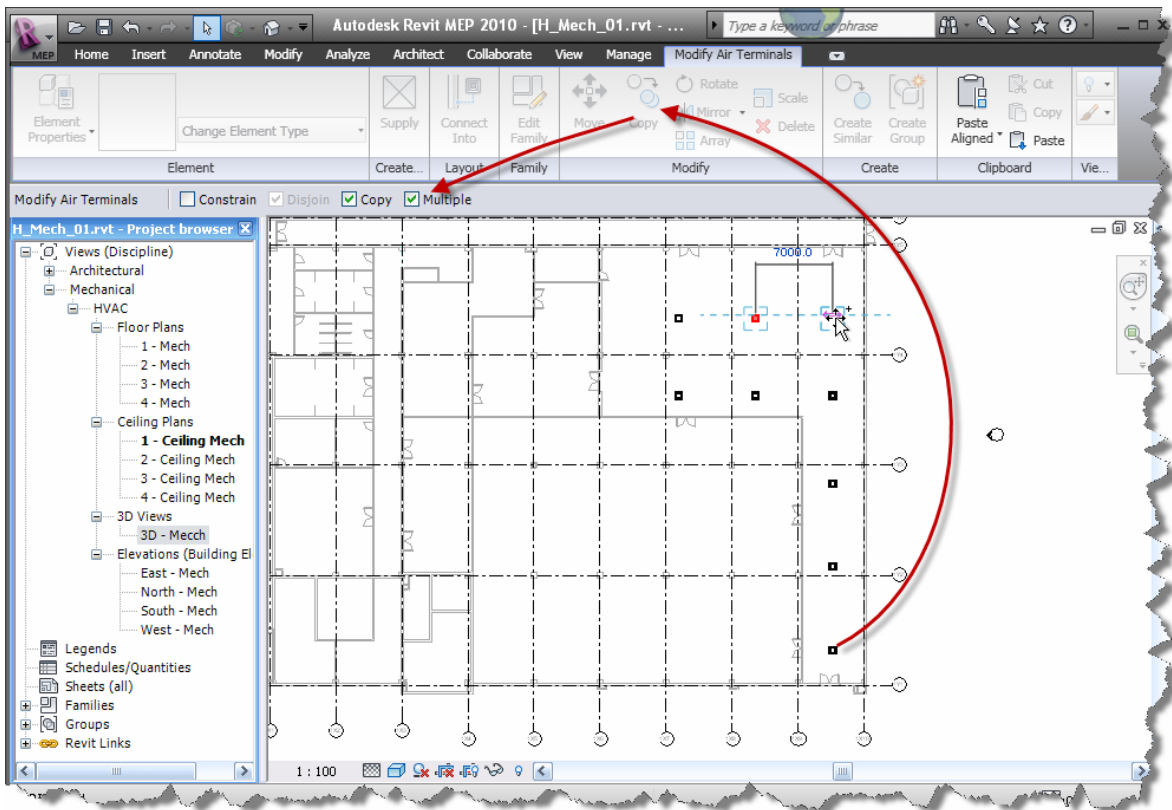 Autodesk Revit MEP 2010 - [H_Mech_01.rvt - ...
Type a keyword or phrase
MEP
Home Insert Annotate Modify Analyze Architect Collaborate View Manage Modify Air Terminals
Element Properties
Change Element Type
Supply
Connect Into
Edit Family
Move
Copy
Rotate
Mirror
Array
Scale
Delete
Create Similar
Create Group
Paste Aligned
Cut
Copy
Paste
Element Create... Layout Family Modify Create Clipboard Vie...
Modify Air Terminals Constrain Disjoin Copy Multiple
H_Mech_01.rvt - Project browser
Views (Discipline)
Architectural
Mechanical
HVAC
Floor Plans
1 - Mech
2 - Mech
3 - Mech
4 - Mech
Ceiling Plans
1 - Ceiling Mech
2 - Ceiling Mech
3 - Ceiling Mech
4 - Ceiling Mech
3D Views
3D - Mecch
Elevations (Building El
East - Mech
North - Mech
South - Mech
West - Mech
Legends
Schedules/Quantities
Sheets (all)
Families
Groups
Revit Links
7000.0
1 : 100